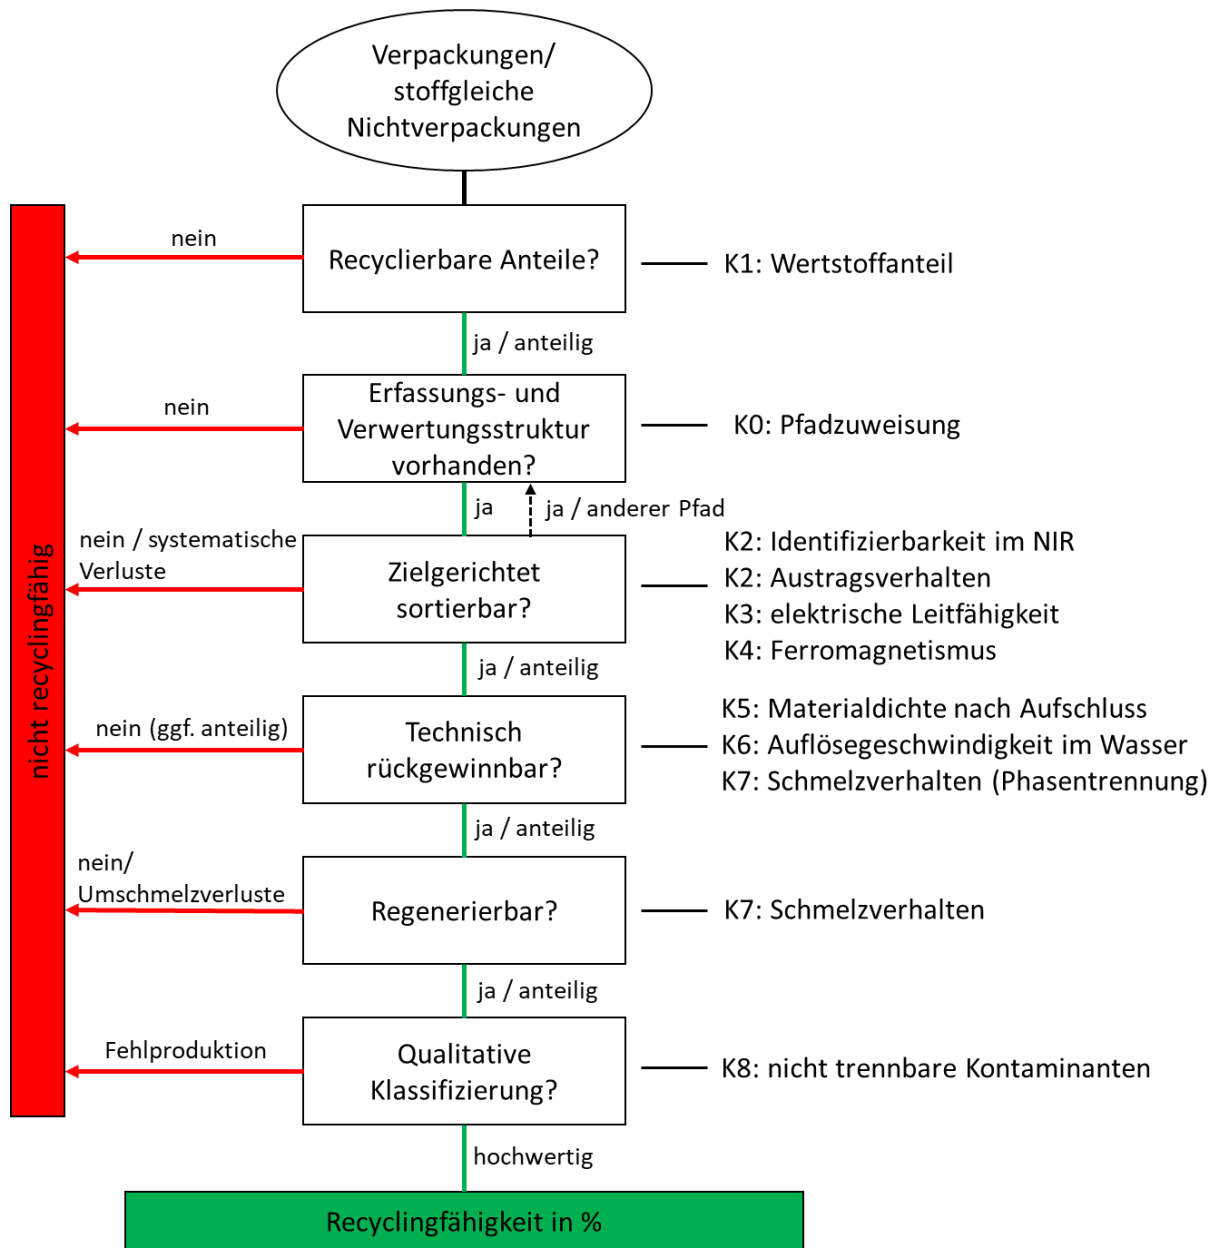 Verpackungen/
stoffgleiche
Nichtverpackungen
nein
Recyclierbare Anteile?
K1: Wertstoffanteil
ja / anteilig
nein
Erfassungs- und
Verwertungsstruktur
vorhanden?
K0: Pfadzuweisung
ja
ja / anderer Pfad
nein / systematische
Verluste
Zielgerichtet
sortierbar?
K2: Identifizierbarkeit im NIR
K2: Austragsverhalten
K3: elektrische Leitfähigkeit
K4: Ferromagnetismus
ja / anteilig
nein (ggf. anteilig)
Technisch
rückgewinnbar?
K5: Materialdichte nach Aufschluss
K6: Auflösegeschwindigkeit im Wasser
K7: Schmelzverhalten (Phasentrennung)
ja / anteilig
nein/
Umschmelzverluste
Regenerierbar?
K7: Schmelzverhalten
ja / anteilig
Fehlproduktion
Qualitative
Klassifizierung?
K8: nicht trennbare Kontaminanten
hochwertig
nicht recyclingfähig
Recyclingfähigkeit in %